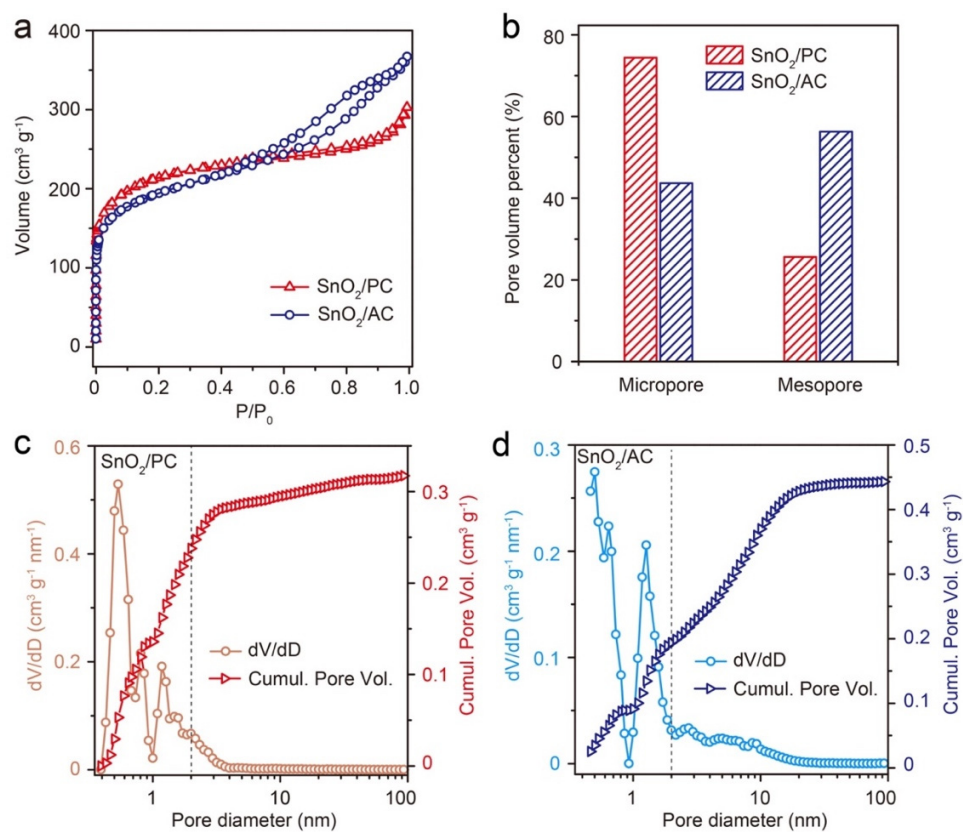 a
Volume (cm³ g⁻¹)
400
300
200
100
0
SnO₂/PC
SnO₂/AC
0 0.2 0.4 0.6 0.8 1.0
P/P₀
b
Pore volume percent (%)
80
60
40
20
0
SnO₂/PC
SnO₂/AC
Micropore Mesopore
c
SnO₂/PC
dV/dD (cm³ g⁻¹ nm⁻¹)
0.6
0.4
0.2
0
dV/dD
Cumul. Pore Vol.
0.3
0.2
0.1
0
Cumul. Pore Vol. (cm³ g⁻¹)
1 10 100
Pore diameter (nm)
d
SnO₂/AC
dV/dD (cm³ g⁻¹ nm⁻¹)
0.3
0.2
0.1
0
dV/dD
Cumul. Pore Vol.
0.5
0.4
0.3
0.2
0.1
0
Cumul. Pore Vol. (cm³ g⁻¹)
1 10 100
Pore diameter (nm)